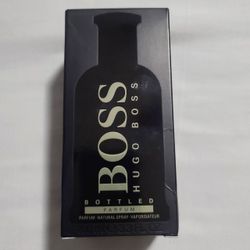 BOSS
HUGO BOSS
BOTTLED
PARFUM
PARFUM NATURAL SPRAY VAPORISATEUR